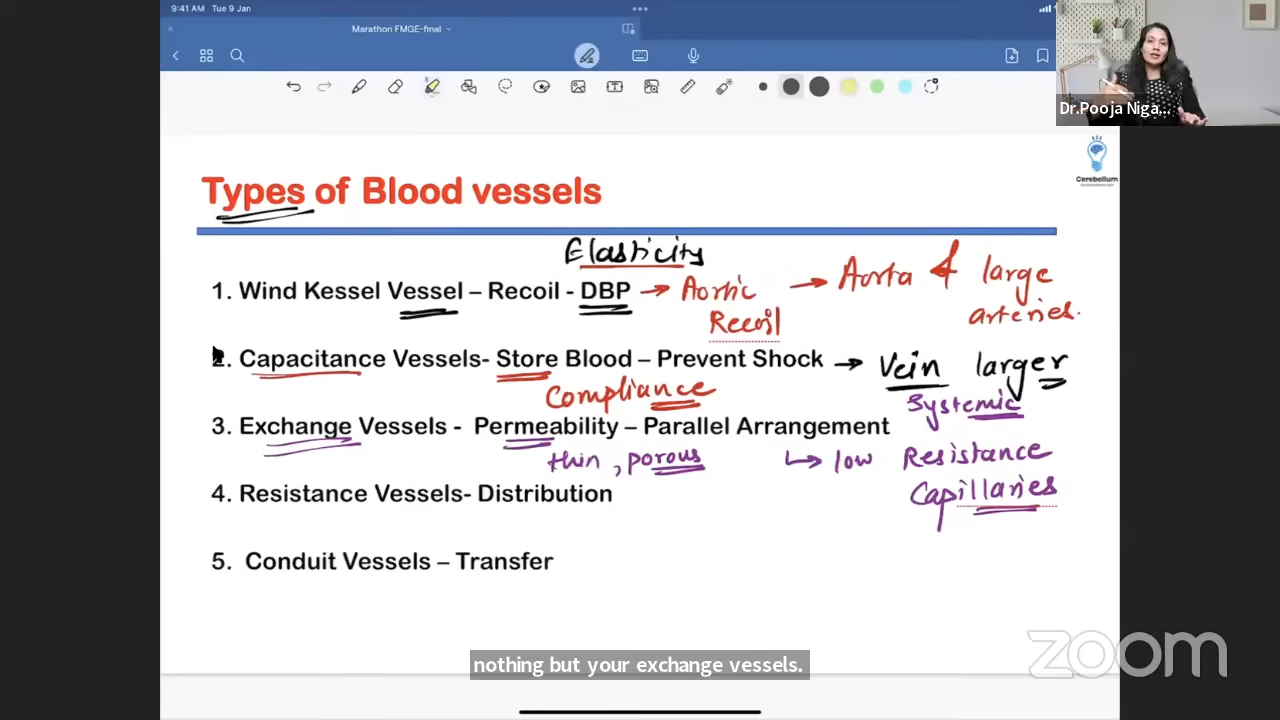 9:41 AM Tue 9 Jan
Marathon FMGE-final
Dr.Pooja Niga...
Cerebellum
Types of Blood vessels
Elasticity
1. Wind Kessel Vessel – Recoil - DBP → Aortic Recoil → Aorta & large arteries.
2. Capacitance Vessels- Store Blood – Prevent Shock → Vein larger
Compliance
Systemic
3. Exchange Vessels - Permeability – Parallel Arrangement
thin, porous
↳ low Resistance
Capillaries
4. Resistance Vessels- Distribution
5. Conduit Vessels – Transfer
nothing but your exchange vessels.
zoom